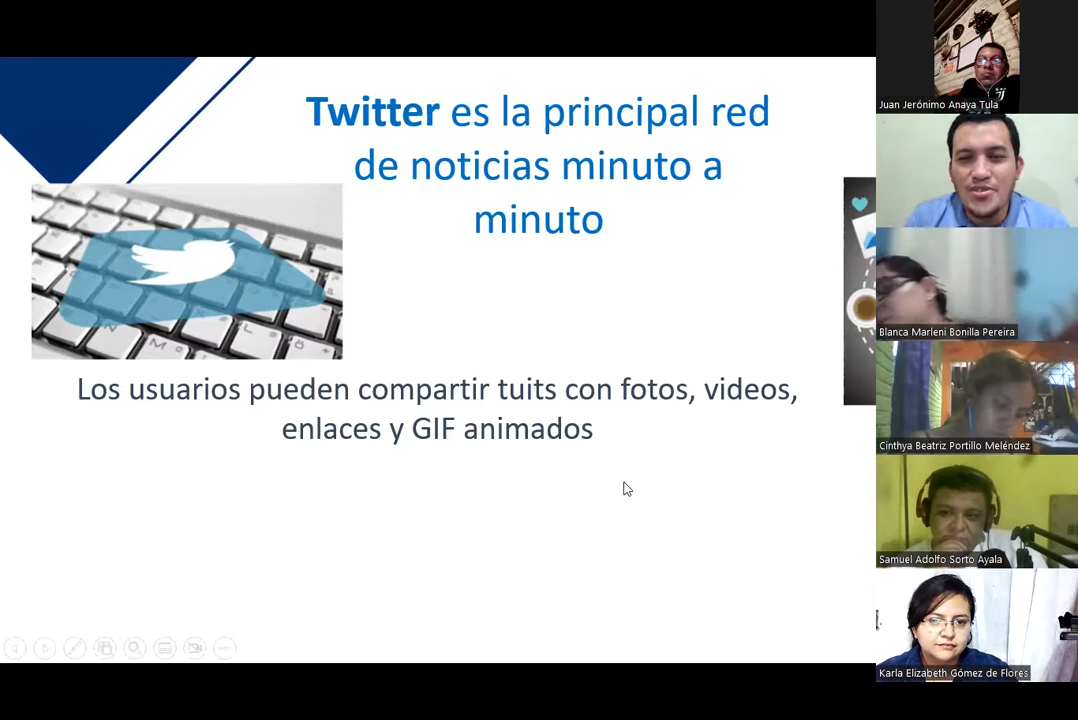 Twitter es la principal red
de noticias minuto a
minuto
Los usuarios pueden compartir tuits con fotos, videos,
enlaces y GIF animados
Juan Jerónimo Anaya Tula
Blanca Marleni Bonilla Pereira
Cinthya Beatriz Portillo Meléndez
Samuel Adolfo Sorto Ayala
Karla Elizabeth Gómez de Flores